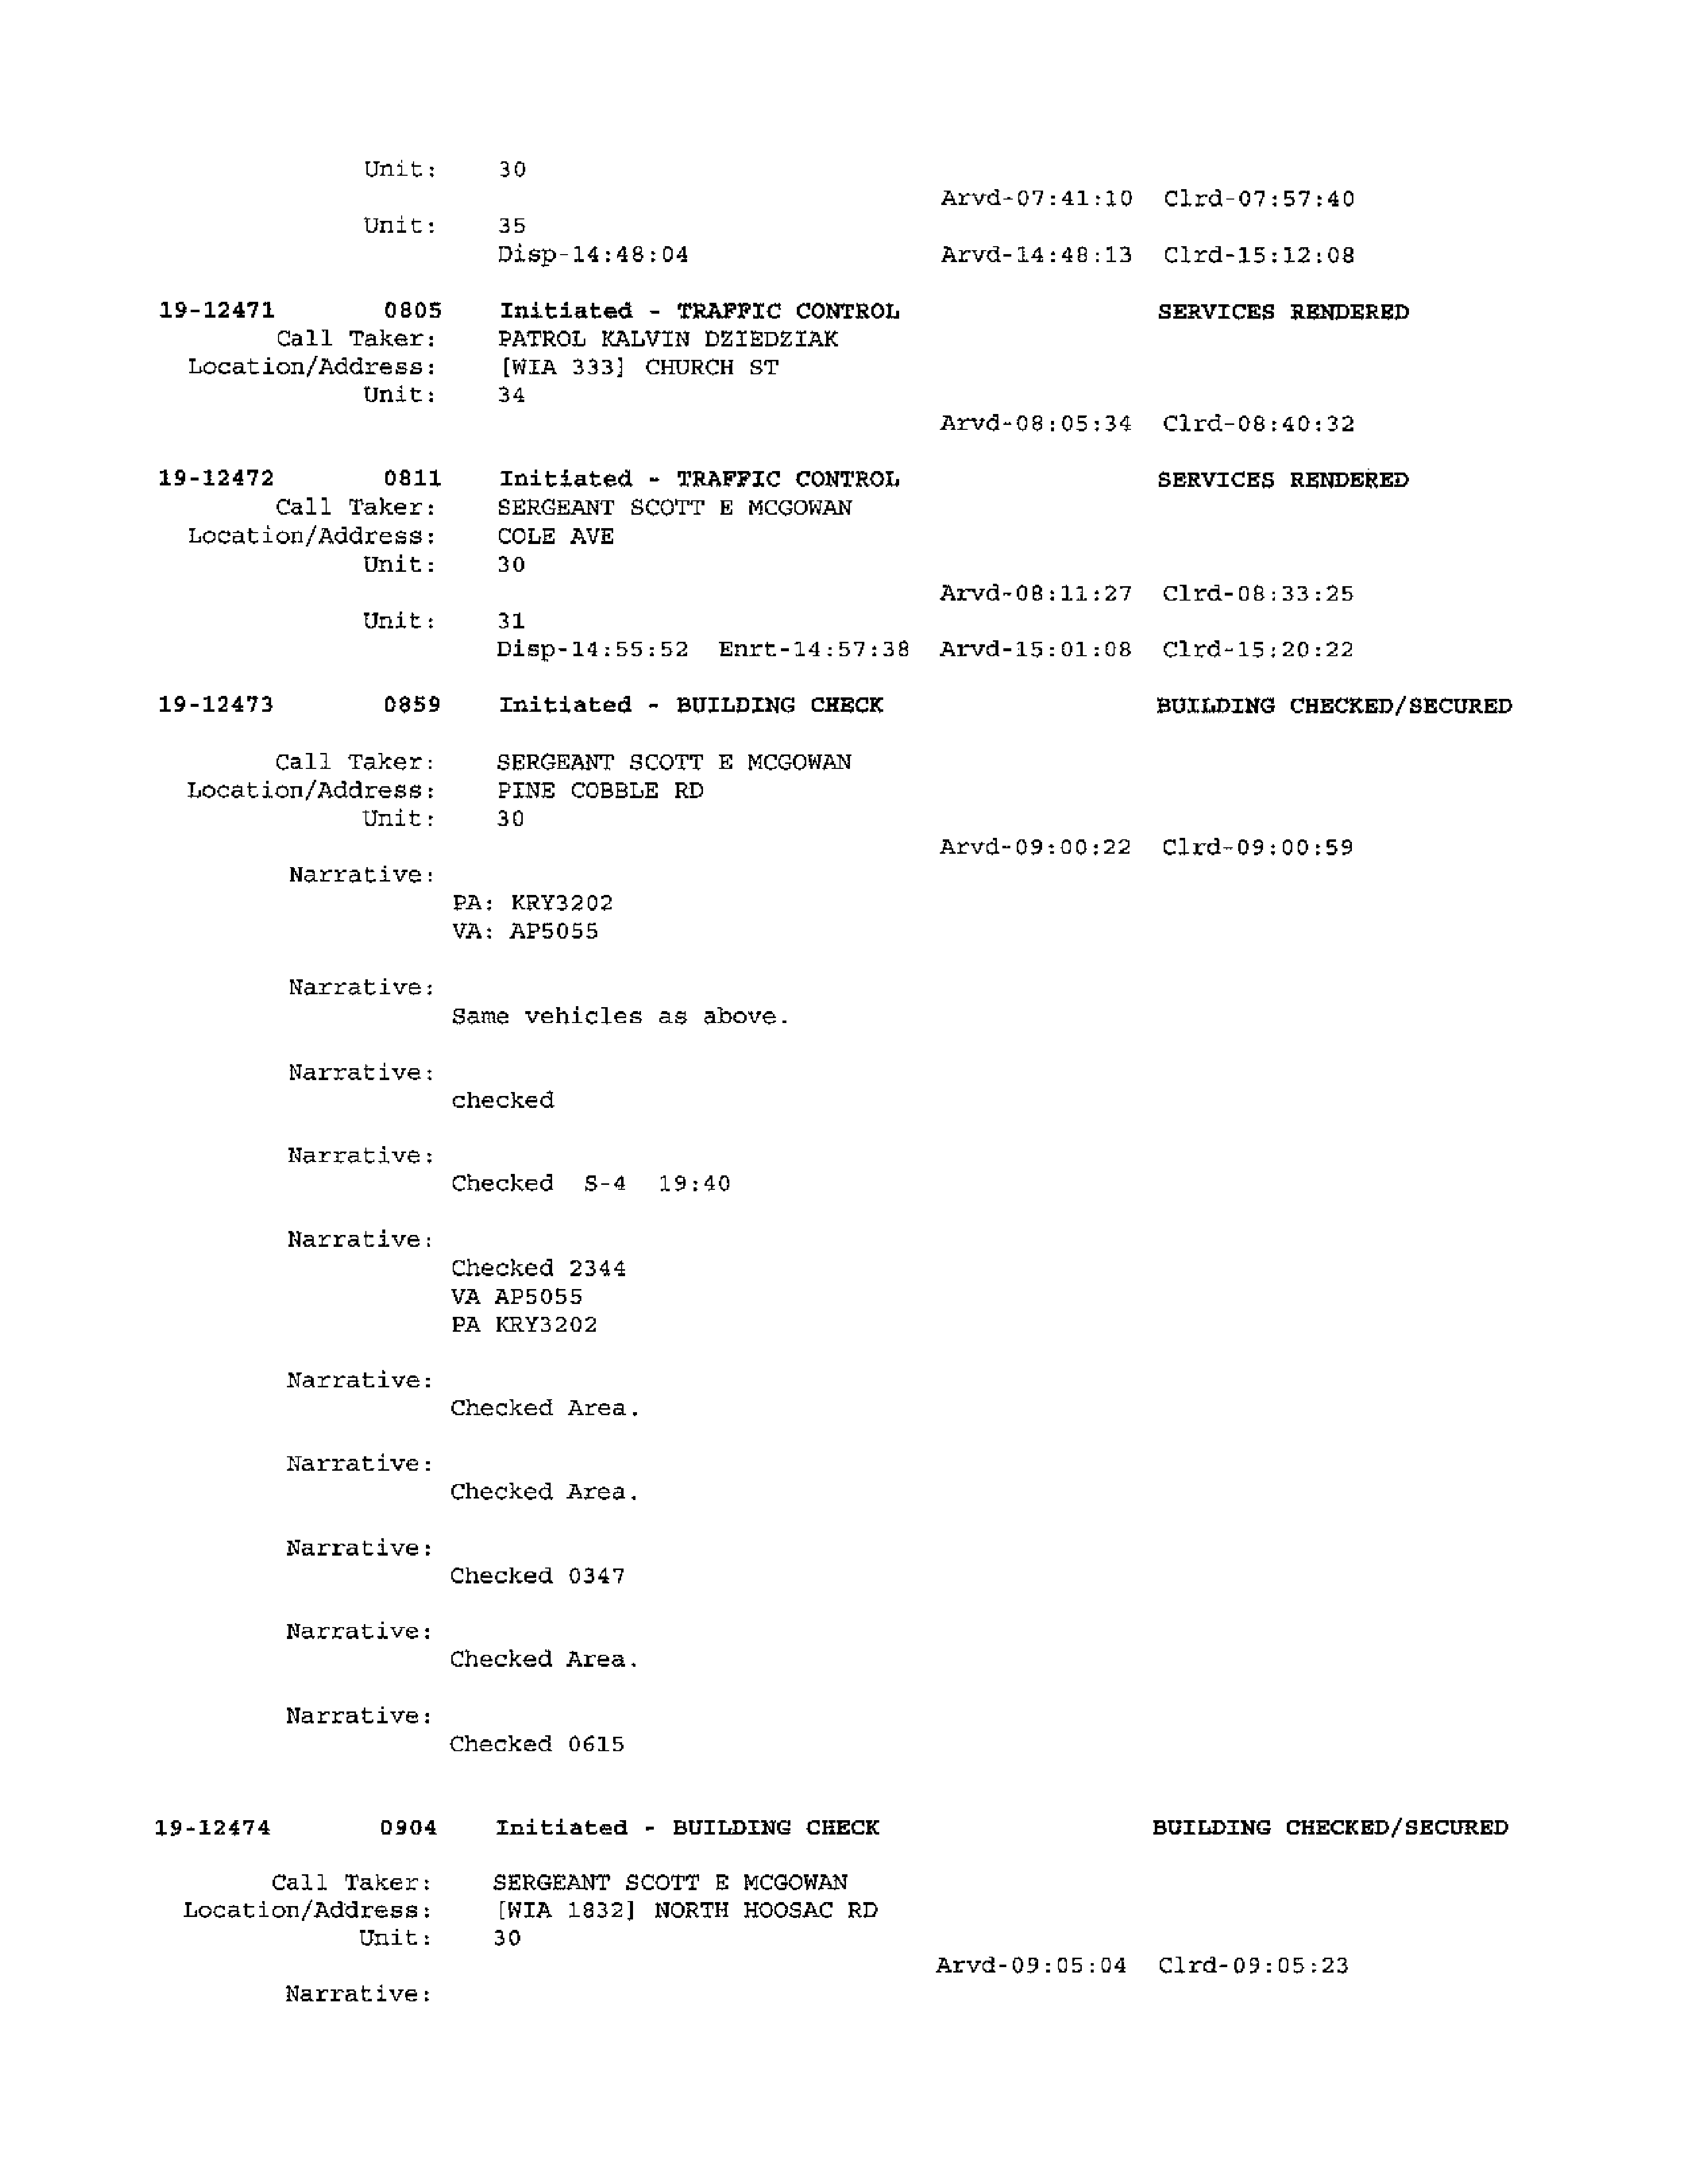 Unit: 30
Arvd-07:41:10 Clrd-07:57:40
Unit: 35
Disp-14:48:04 Arvd-14:48:13 Clrd-15:12:08
19-12471 0805 Initiated - TRAFFIC CONTROL SERVICES RENDERED
Call Taker: PATROL KALVIN DZIEDZIAK
Location/Address: [WIA 333] CHURCH ST
Unit: 34
Arvd-08:05:34 Clrd-08:40:32
19-12472 0811 Initiated - TRAFFIC CONTROL SERVICES RENDERED
Call Taker: SERGEANT SCOTT E MCGOWAN
Location/Address: COLE AVE
Unit: 30
Arvd-08:11:27 Clrd-08:33:25
Unit: 31
Disp-14:55:52 Enrt-14:57:38 Arvd-15:01:08 Clrd-15:20:22
19-12473 0859 Initiated - BUILDING CHECK BUILDING CHECKED/SECURED
Call Taker: SERGEANT SCOTT E MCGOWAN
Location/Address: PINE COBBLE RD
Unit: 30
Arvd-09:00:22 Clrd-09:00:59
Narrative:
PA: KRY3202
VA: AP5055
Narrative:
Same vehicles as above.
Narrative:
checked
Narrative:
Checked S-4 19:40
Narrative:
Checked 2344
VA AP5055
PA KRY3202
Narrative:
Checked Area.
Narrative:
Checked Area.
Narrative:
Checked 0347
Narrative:
Checked Area.
Narrative:
Checked 0615
19-12474 0904 Initiated - BUILDING CHECK BUILDING CHECKED/SECURED
Call Taker: SERGEANT SCOTT E MCGOWAN
Location/Address: [WIA 1832] NORTH HOOSAC RD
Unit: 30
Arvd-09:05:04 Clrd-09:05:23
Narrative: